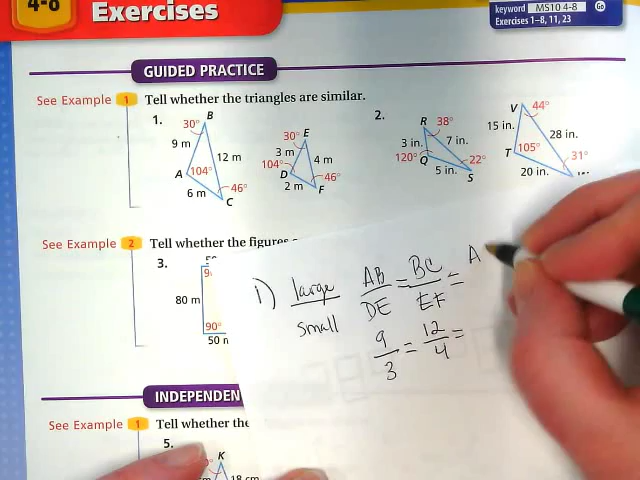 4-8
Exercises
keyword MS10 4-8 Go
Exercises 1–8, 11, 23
GUIDED PRACTICE
See Example 1 Tell whether the triangles are similar.
1.
B
30°
9 m
12 m
A
104°
46°
6 m
C
30°
E
3 m
104°
4 m
D
46°
2 m
F
2.
R
38°
3 in.
7 in.
120°
Q
22°
5 in.
S
V
44°
15 in.
28 in.
T
105°
31°
20 in.
See Example 2 Tell whether the figures
3.
80 m
90°
50
1) large AB = BC = A
small DE EF
9 = 12 =
3 4
INDEPENDEN
See Example 1 Tell whether the
5.
K
18 cm